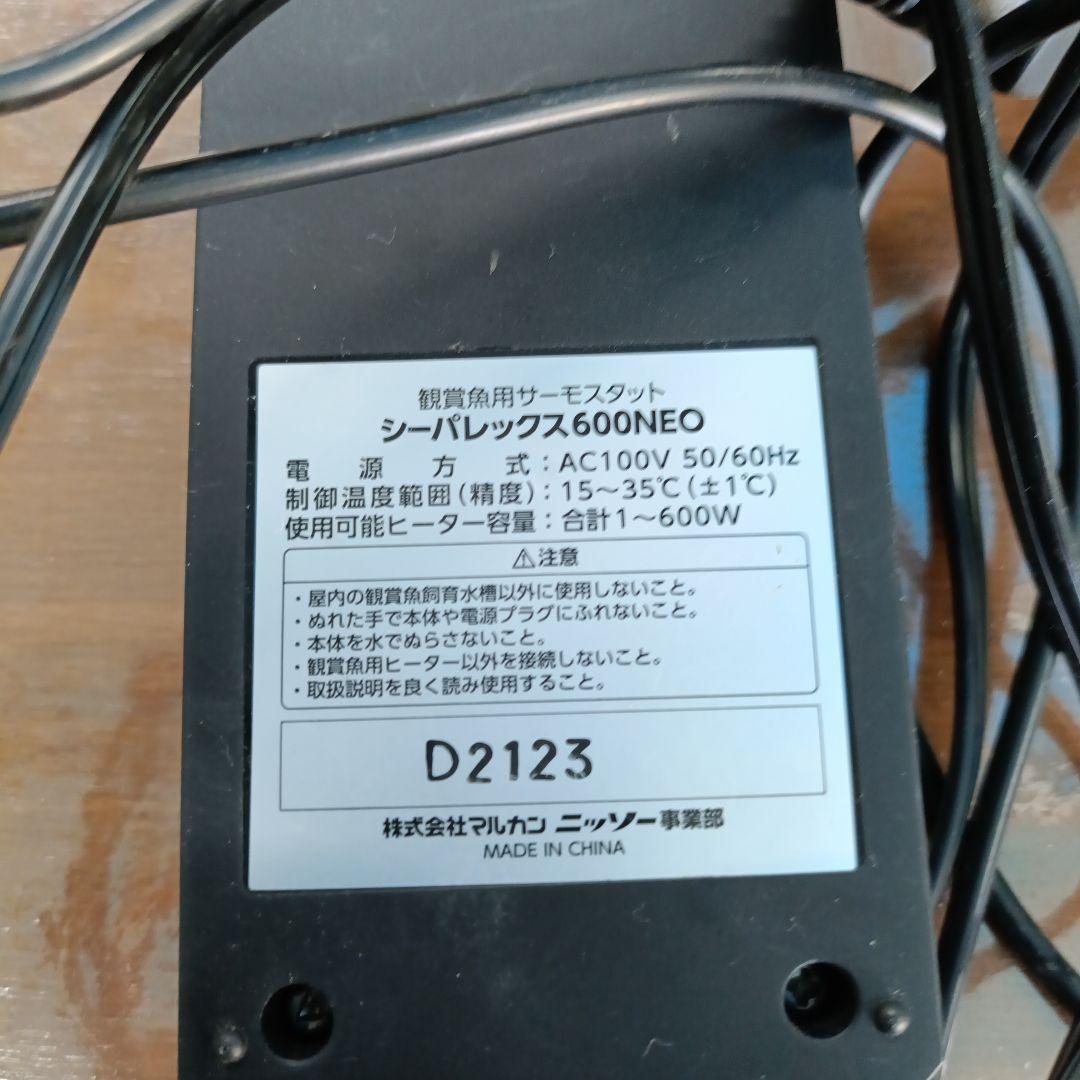 観賞魚用サーモスタット
シーパレックス600NEO
電源方式：AC100V 50/60Hz
制御温度範囲（精度）：15～35℃（±1℃）
使用可能ヒーター容量：合計1～600W
⚠注意
・屋内の観賞魚飼育水槽以外に使用しないこと。
・ぬれた手で本体や電源プラグにふれないこと。
・本体を水でぬらさないこと。
・観賞魚用ヒーター以外を接続しないこと。
・取扱説明を良く読み使用すること。
D2123
株式会社マルカン ニッソー事業部
MADE IN CHINA